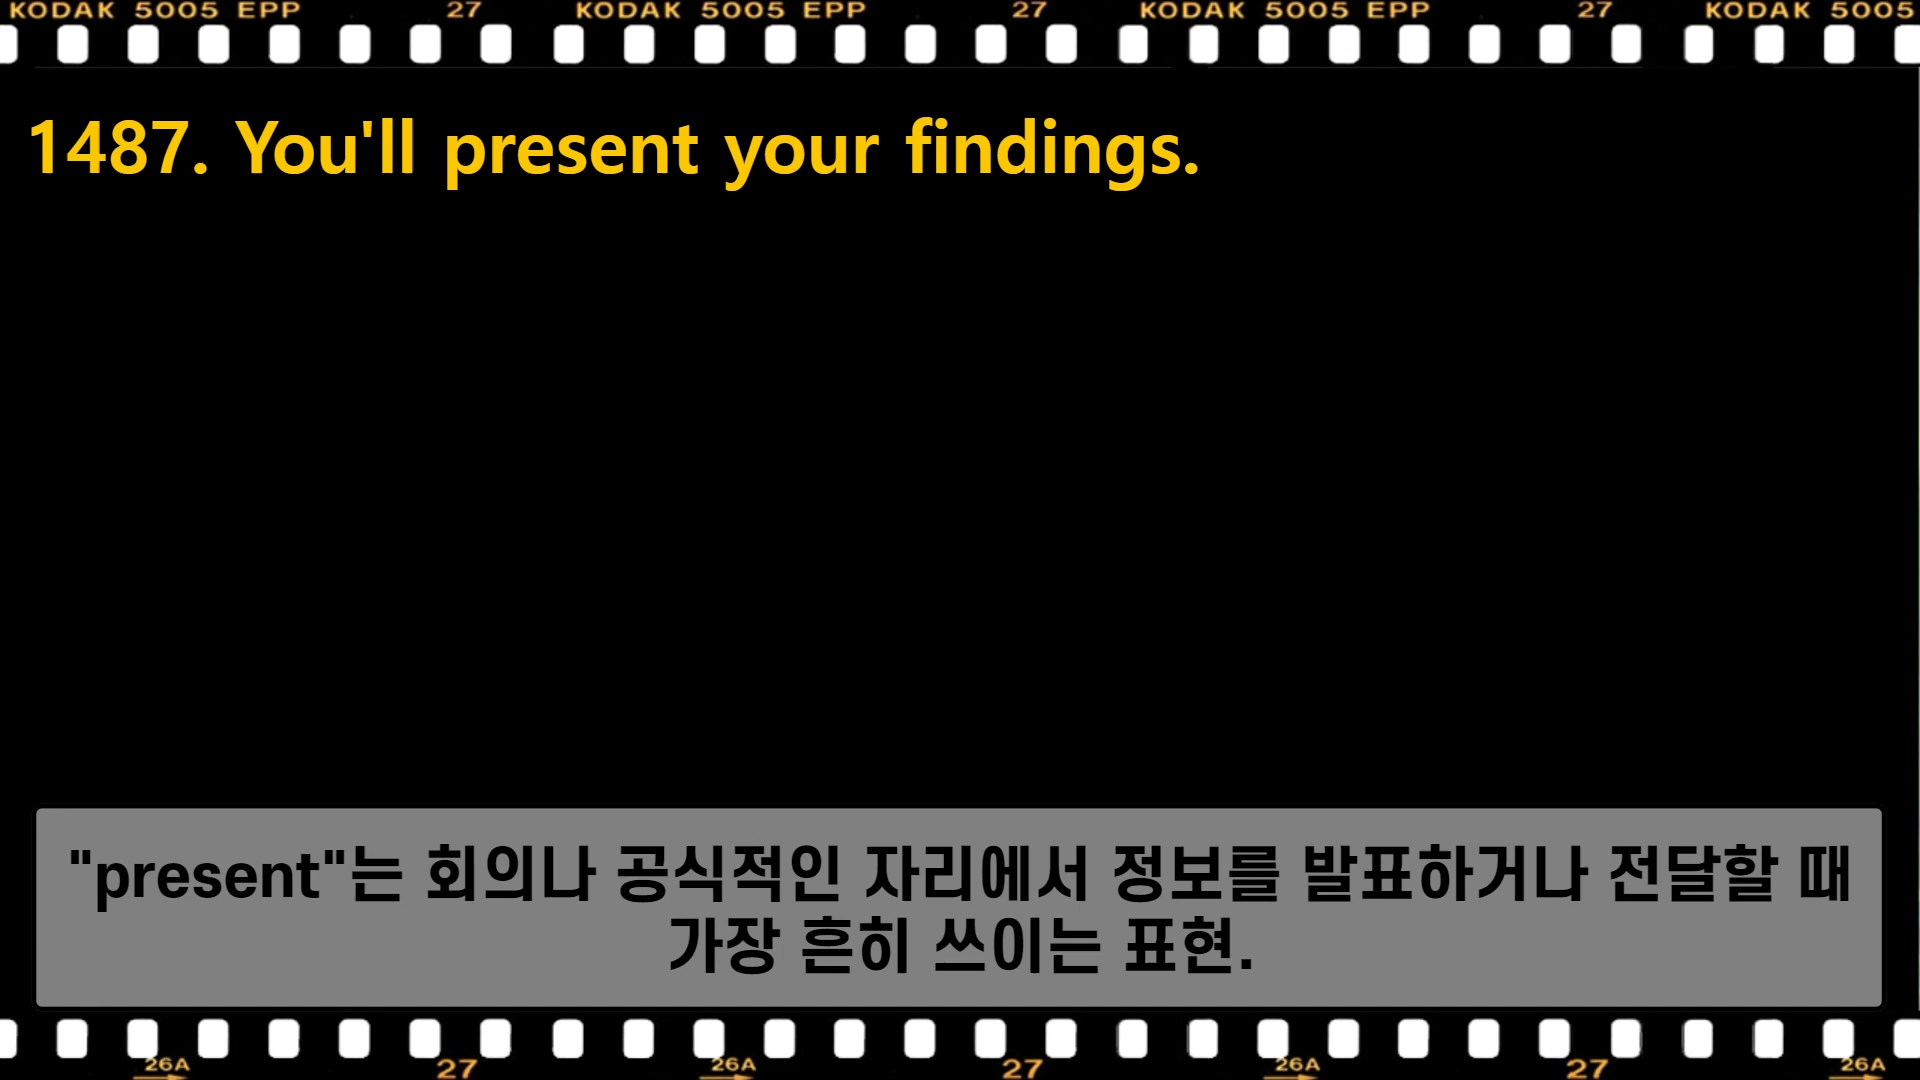 KODAK 5005 EPP 27 KODAK 5005 EPP 27 KODAK 5005 EPP 27 KODAK 5005
1487. You'll present your findings.
"present"는 회의나 공식적인 자리에서 정보를 발표하거나 전달할 때
가장 흔히 쓰이는 표현.
26A 27 26A 27 26A 27 26A